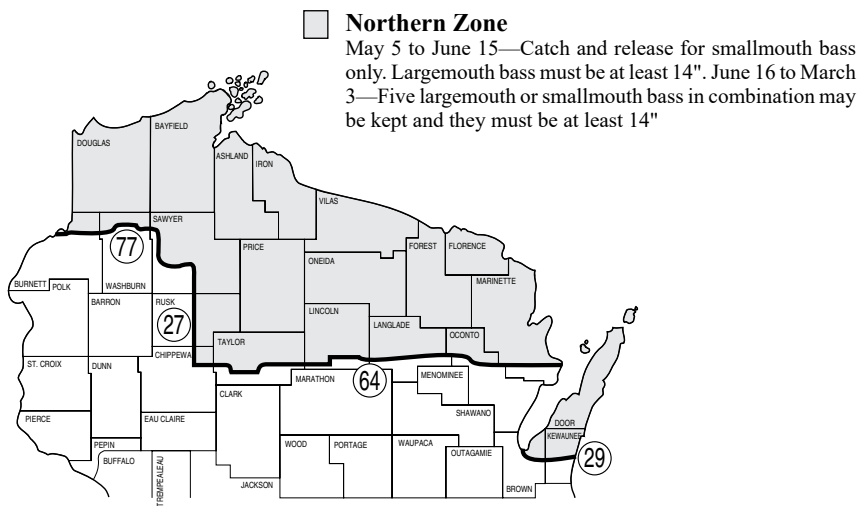 Northern Zone
May 5 to June 15—Catch and release for smallmouth bass
only. Largemouth bass must be at least 14". June 16 to March
3—Five largemouth or smallmouth bass in combination may
be kept and they must be at least 14"
DOUGLAS
BAYFIELD
ASHLAND
IRON
VILAS
SAWYER
77
PRICE
FOREST
FLORENCE
ONEIDA
MARINETTE
BURNETT
POLK
WASHBURN
BARRON
RUSK
27
LINCOLN
LANGLADE
OCONTO
TAYLOR
CHIPPEWA
ST. CROIX
DUNN
MARATHON
64
MENOMINEE
CLARK
SHAWANO
PIERCE
EAU CLAIRE
DOOR
KEWAUNEE
29
PEPIN
WOOD
PORTAGE
WAUPACA
OUTAGAMIE
BUFFALO
TREMPEALEAU
JACKSON
BROWN